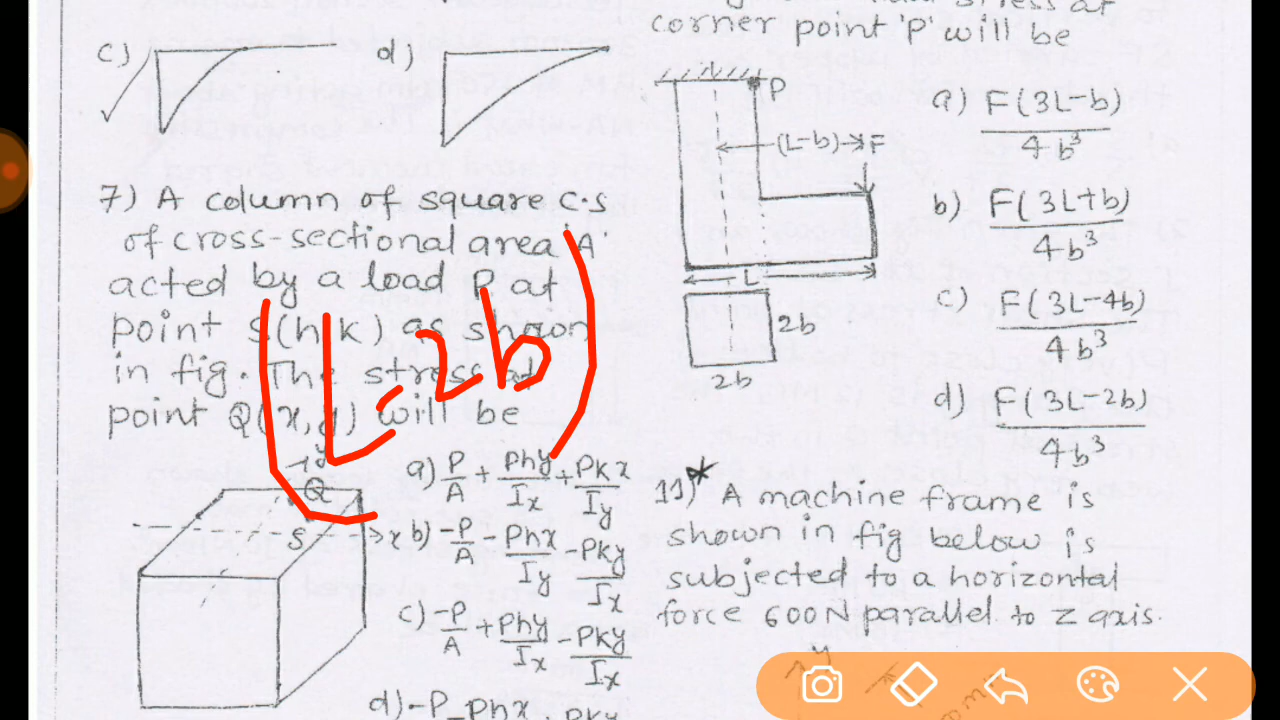 c)
d)
7) A column of square C.S
of cross-sectional area 'A'
acted by a load P, at
point S(h,k) as shown
in fig. The stress at
point Q(x,y) will be
(L-2b)
y
Q
S
x
a) P/A + Phy/Ix + Pkx/Iy
b) -P/A - Phx/Iy - Pky/Ix
c) -P/A + Phy/Ix - Pky/Ix
d) -P - Phx
stress at
corner point 'P' will be
P
(L-b)
F
L
2b
2b
a) F(3L-b)/4b³
b) F(3L+b)/4b³
c) F(3L-4b)/4b³
d) F(3L-2b)/4b³
11)* A machine frame is
shown in fig below is
subjected to a horizontal
force 600N parallel to Z axis.
y